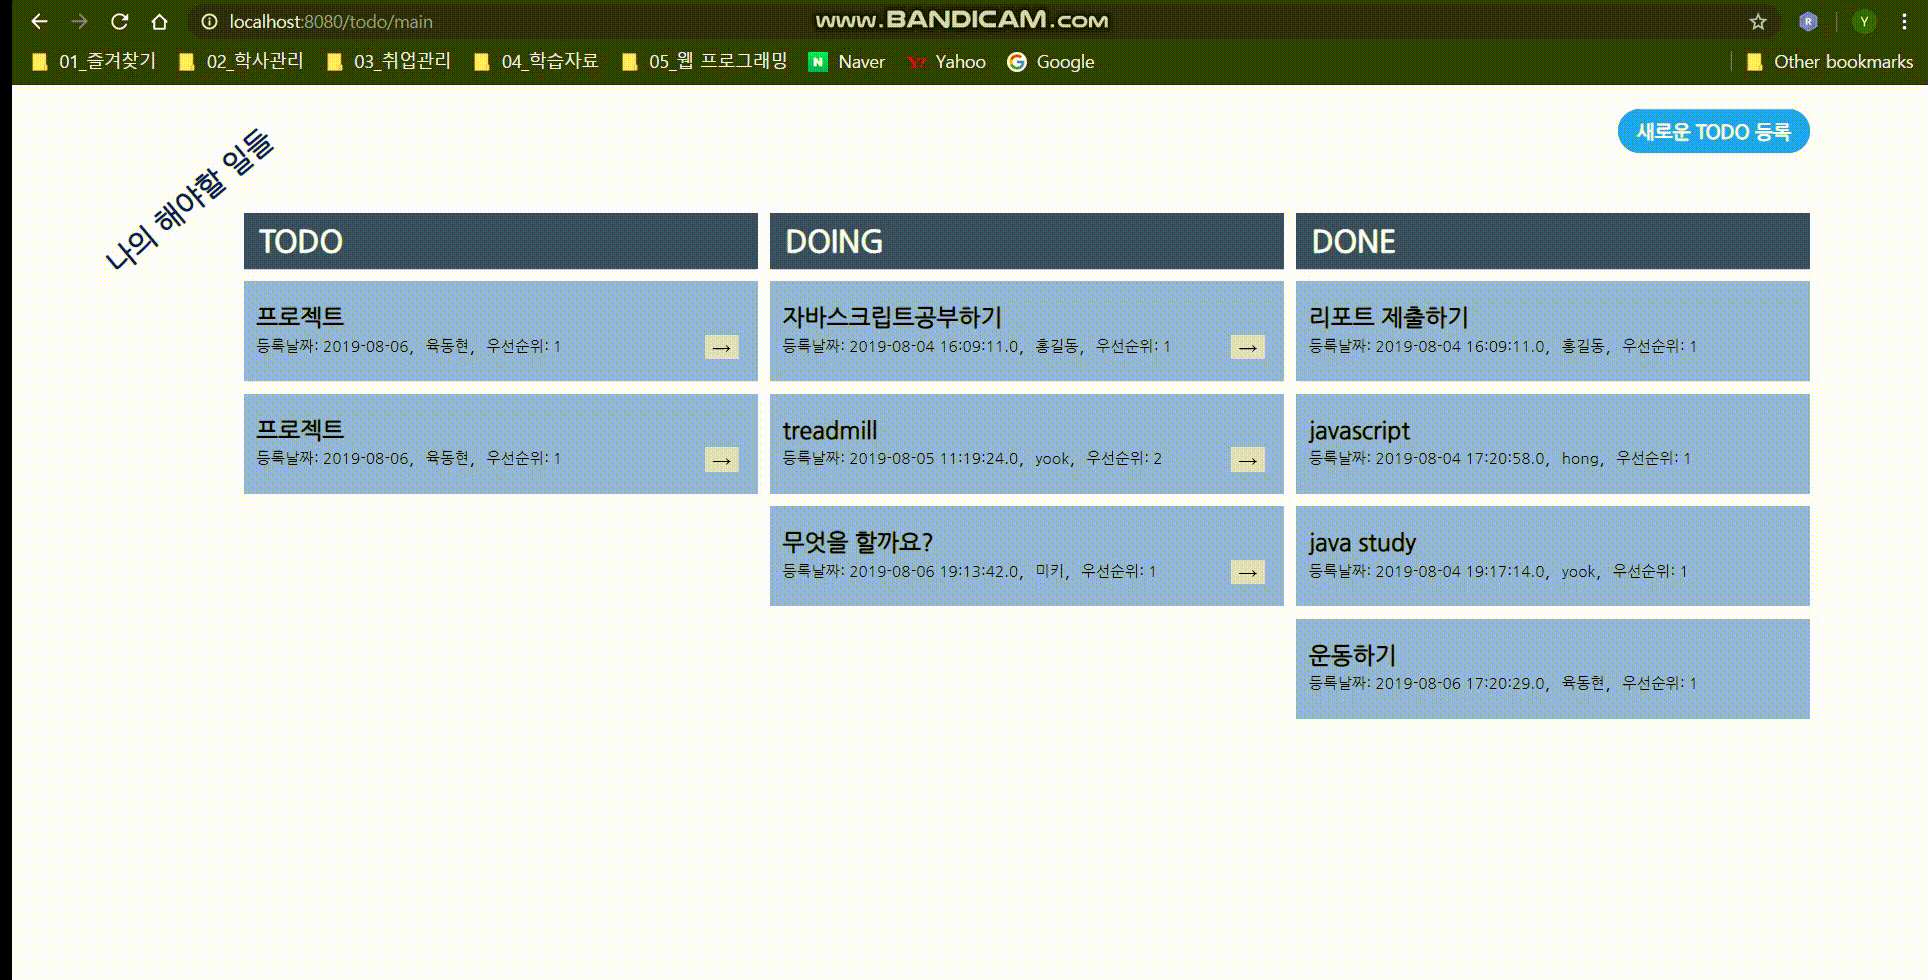 localhost:8080/todo/main
www.BANDICAM.com
Y
01_즐겨찾기 02_학사관리 03_취업관리 04_학습자료 05_웹 프로그래밍 Naver Yahoo Google Other bookmarks
새로운 TODO 등록
나의 해야할 일들
TODO
프로젝트
등록날짜: 2019-08-06, 육동현, 우선순위: 1
→
프로젝트
등록날짜: 2019-08-06, 육동현, 우선순위: 1
→
DOING
자바스크립트공부하기
등록날짜: 2019-08-04 16:09:11.0, 홍길동, 우선순위: 1
→
treadmill
등록날짜: 2019-08-05 11:19:24.0, yook, 우선순위: 2
→
무엇을 할까요?
등록날짜: 2019-08-06 19:13:42.0, 미키, 우선순위: 1
→
DONE
리포트 제출하기
등록날짜: 2019-08-04 16:09:11.0, 홍길동, 우선순위: 1
javascript
등록날짜: 2019-08-04 17:20:58.0, hong, 우선순위: 1
java study
등록날짜: 2019-08-04 19:17:14.0, yook, 우선순위: 1
운동하기
등록날짜: 2019-08-06 17:20:29.0, 육동현, 우선순위: 1